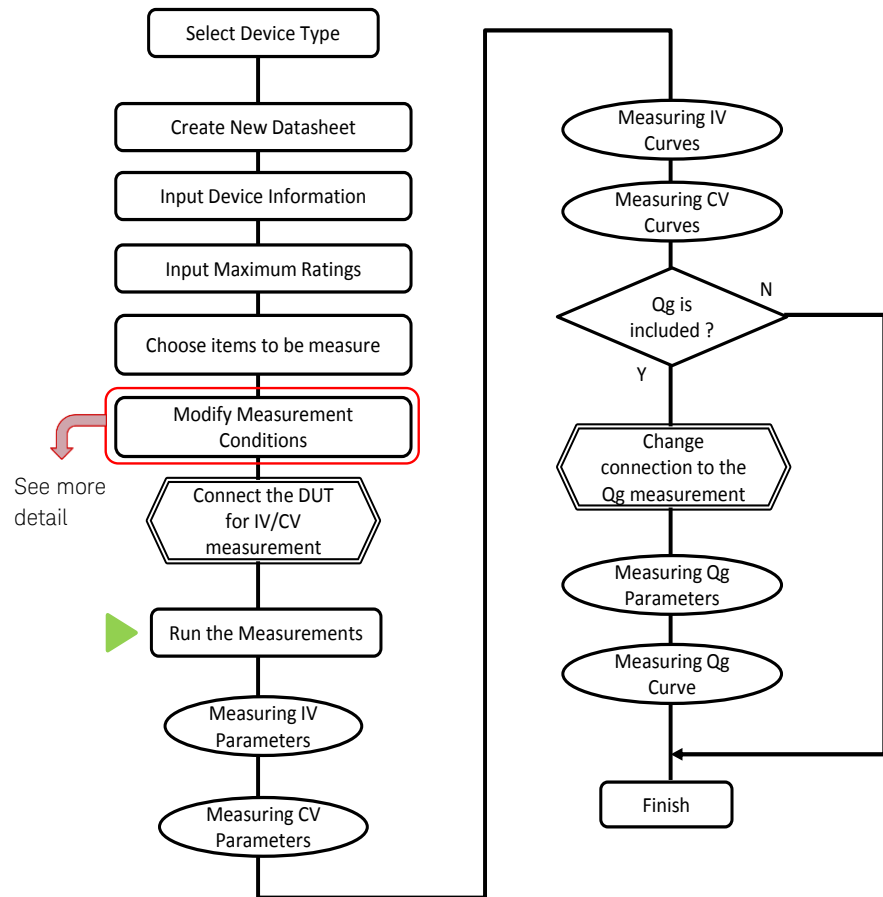 Select Device Type
Create New Datasheet
Input Device Information
Input Maximum Ratings
Choose items to be measure
Modify Measurement
Conditions
See more
detail
Connect the DUT
for IV/CV
measurement
Run the Measurements
Measuring IV
Parameters
Measuring CV
Parameters
Measuring IV
Curves
Measuring CV
Curves
Qg is
included ?
N
Y
Change
connection to the
Qg measurement
Measuring Qg
Parameters
Measuring Qg
Curve
Finish